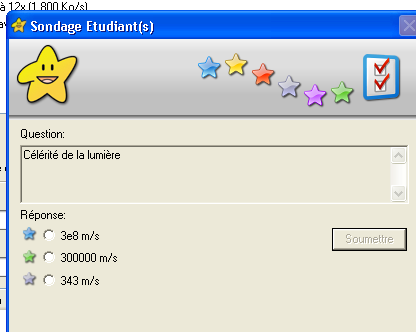 à 12x (1 800 Ko/s)
Sondage Etudiant(s)
Question:
Célérité de la lumière
Réponse:
3e8 m/s
Soumettre
300000 m/s
343 m/s